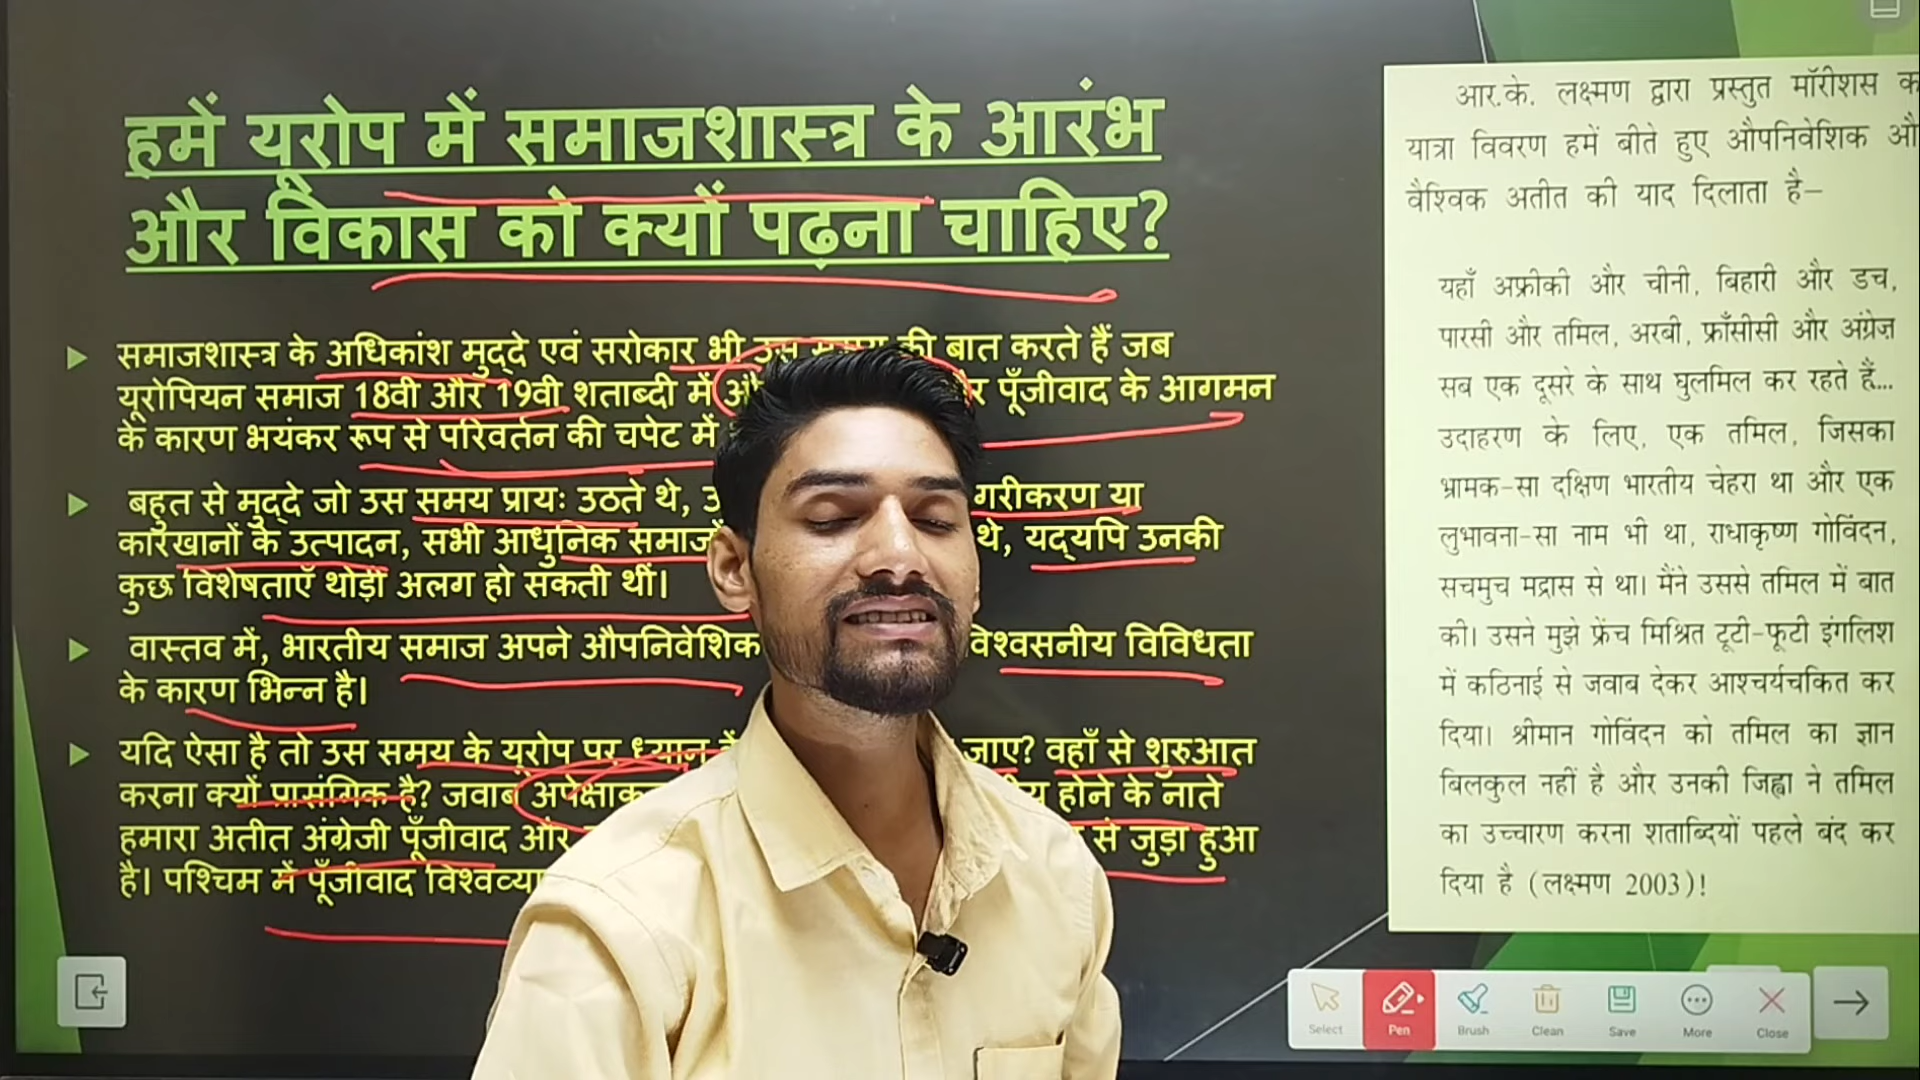 हमें यूरोप में समाजशास्त्र के आरंभ
और विकास को क्यों पढ़ना चाहिए?
समाजशास्त्र के अधिकांश मुद्दे एवं सरोकार भी उस समय की बात करते हैं जब
यूरोपियन समाज 18वी और 19वी शताब्दी में पूँजीवाद के आगमन
के कारण भयंकर रूप से परिवर्तन की चपेट में
बहुत से मुद्दे जो उस समय प्रायः उठते थे, गरीकरण या
कारखानों के उत्पादन, सभी आधुनिक थे, यद्यपि उनकी
कुछ विशेषताएँ थोड़ी अलग हो सकती थीं।
वास्तव में, भारतीय समाज अपने औपनिवेशिक विश्वसनीय विविधता
के कारण भिन्न है।
यदि ऐसा है तो उस समय के यूरोप पर ध्यान जाए? वहाँ से शुरुआत
करना क्यों प्रासंगिक है? जवाब होने के नाते
हमारा अतीत अंग्रेजी पूँजीवाद से जुड़ा हुआ
है। पश्चिम में पूँजीवाद
आर.के. लक्ष्मण द्वारा प्रस्तुत मॉरीशस
यात्रा विवरण हमें बीते हुए औपनिवेशिक
वैश्विक अतीत की याद दिलाता है–
यहाँ अफ्रीकी और चीनी, बिहारी और डच,
पारसी और तमिल, अरबी, फ्राँसीसी और अंग्रेज़
सब एक दूसरे के साथ घुलमिल कर रहते हैं...
उदाहरण के लिए, एक तमिल, जिसका
भ्रामक-सा दक्षिण भारतीय चेहरा था और एक
लुभावना-सा नाम भी था, राधाकृष्ण गोविंदन,
सचमुच मद्रास से था। मैंने उससे तमिल में बात
की। उसने मुझे फ्रेंच मिश्रित टूटी-फूटी इंगलिश
में कठिनाई से जवाब देकर आश्चर्यचकित कर
दिया। श्रीमान गोविंदन को तमिल का ज्ञान
बिलकुल नहीं है और उनकी जिह्वा ने तमिल
का उच्चारण करना शताब्दियों पहले बंद कर
दिया है (लक्ष्मण 2003)!
Select Pen Brush Clean Save More Close